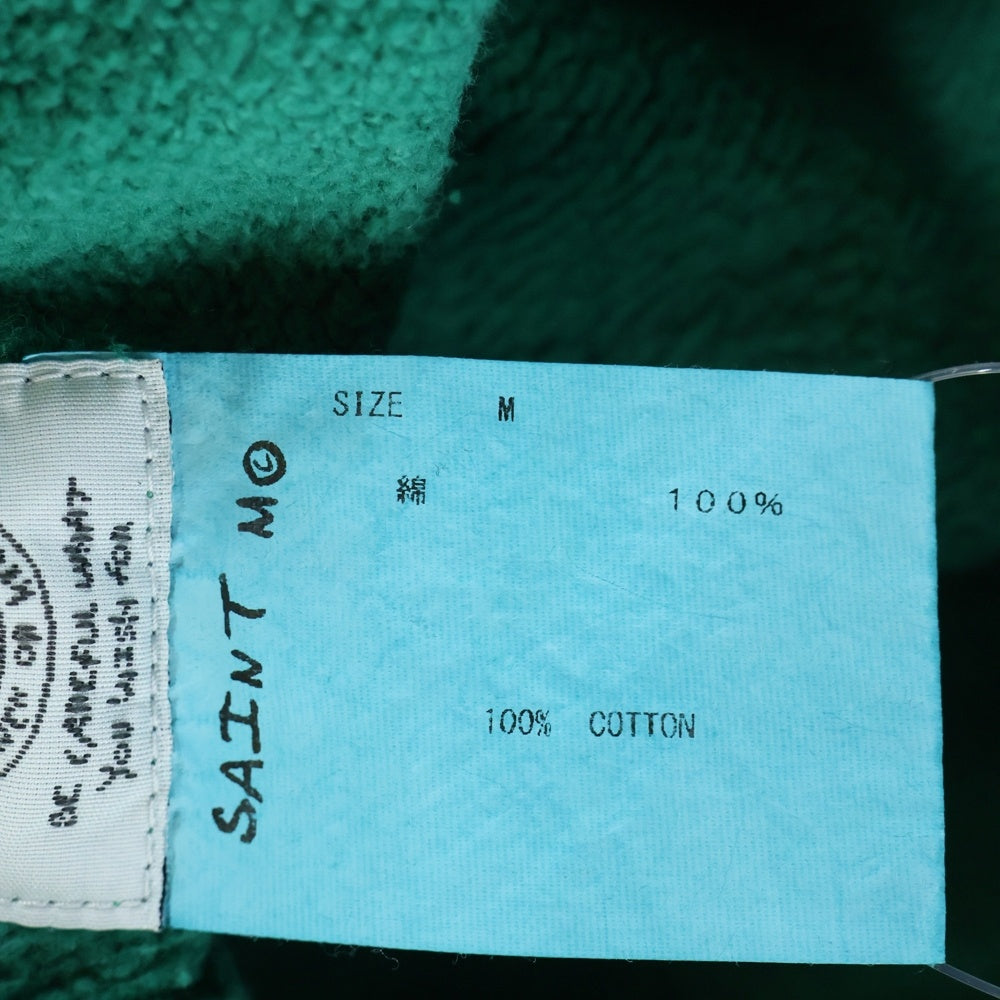 SIZE M
綿 100%
100% COTTON
SAINT M©
BE CAREFUL WHAT
YOU WISH FOR